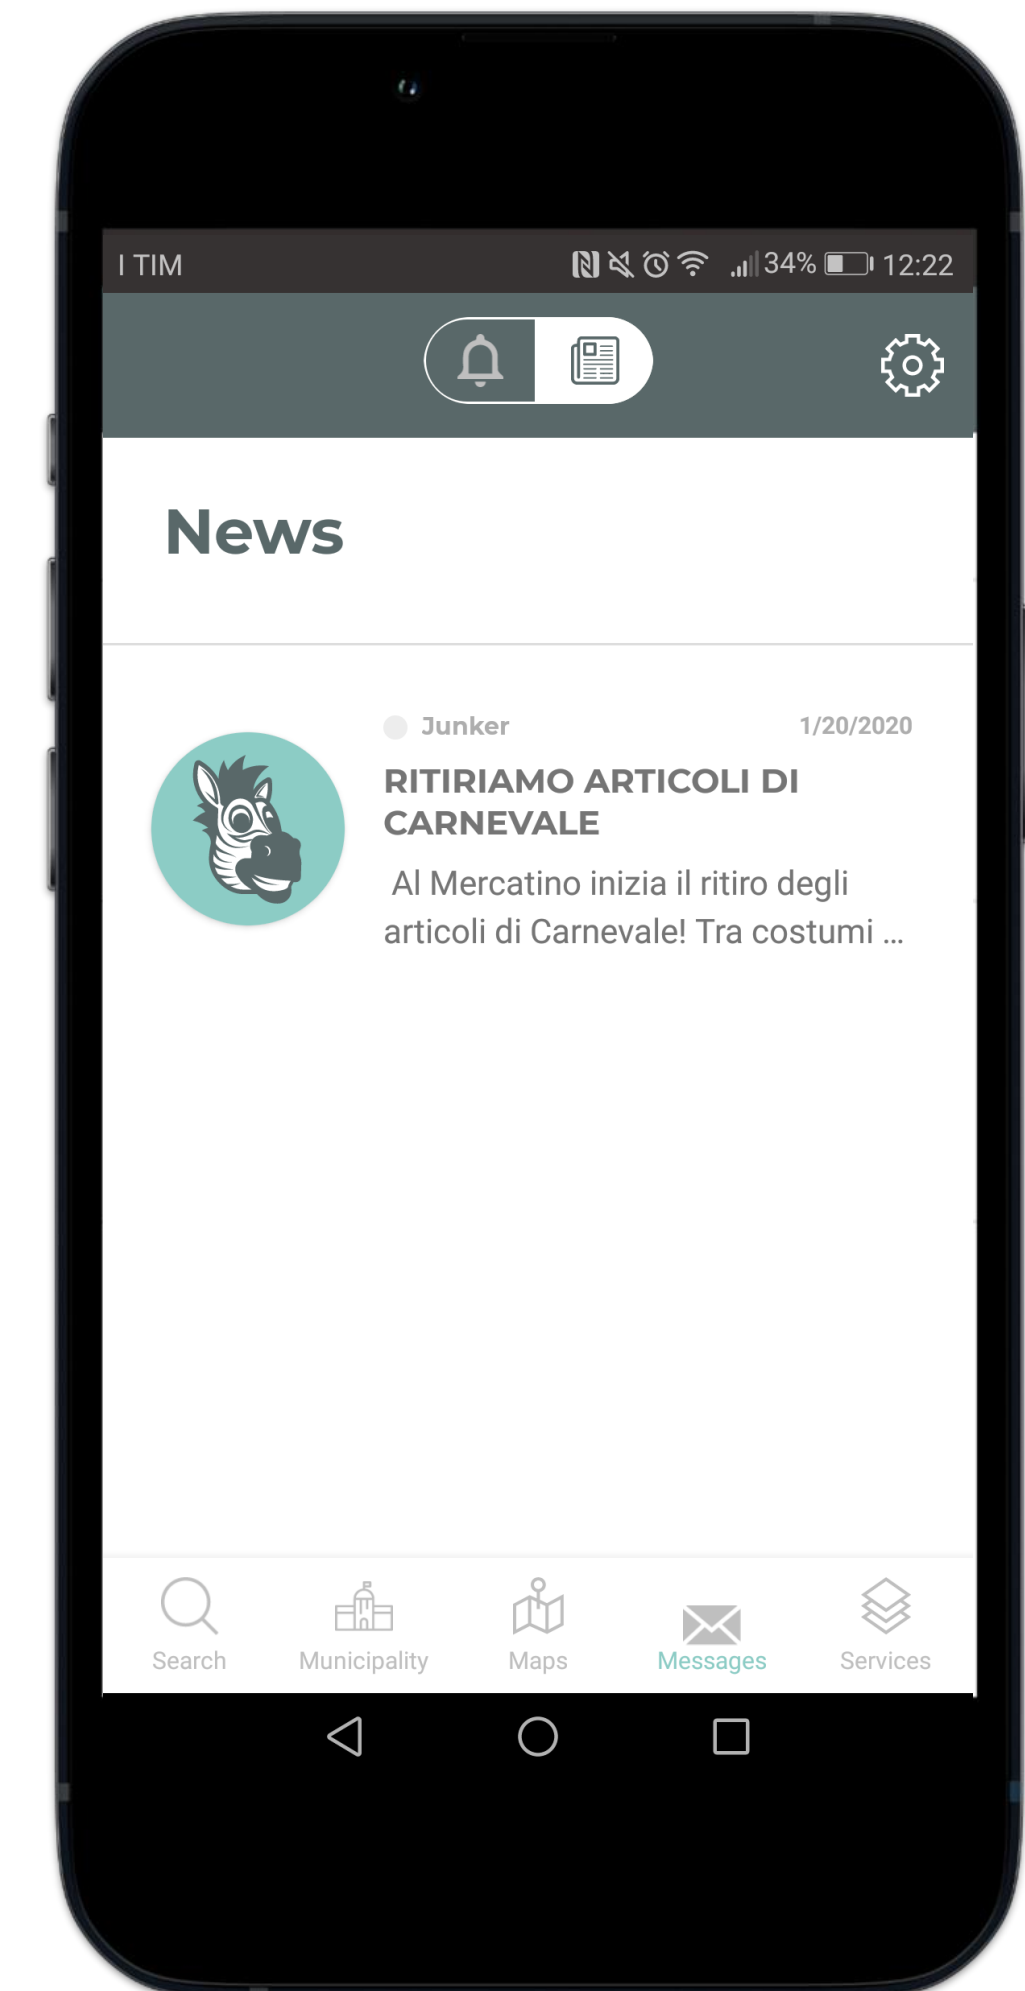 I TIM 34% 12:22
News
Junker 1/20/2020
RITIRIAMO ARTICOLI DI
CARNEVALE
Al Mercatino inizia il ritiro degli
articoli di Carnevale! Tra costumi ...
Search Municipality Maps Messages Services